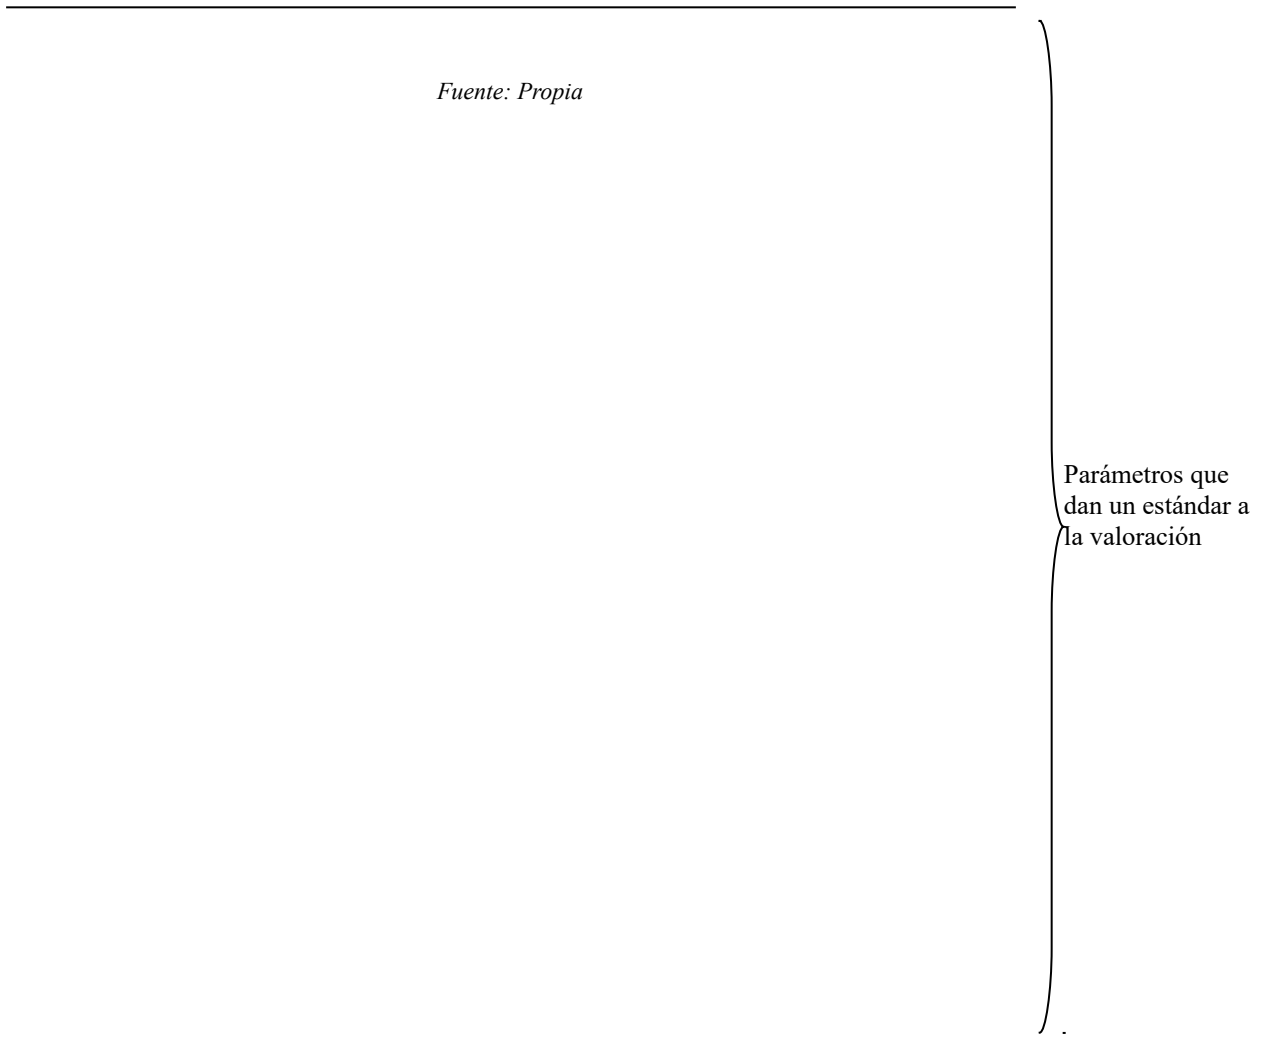 Fuente: Propia
Parámetros que
dan un estándar a
la valoración
.